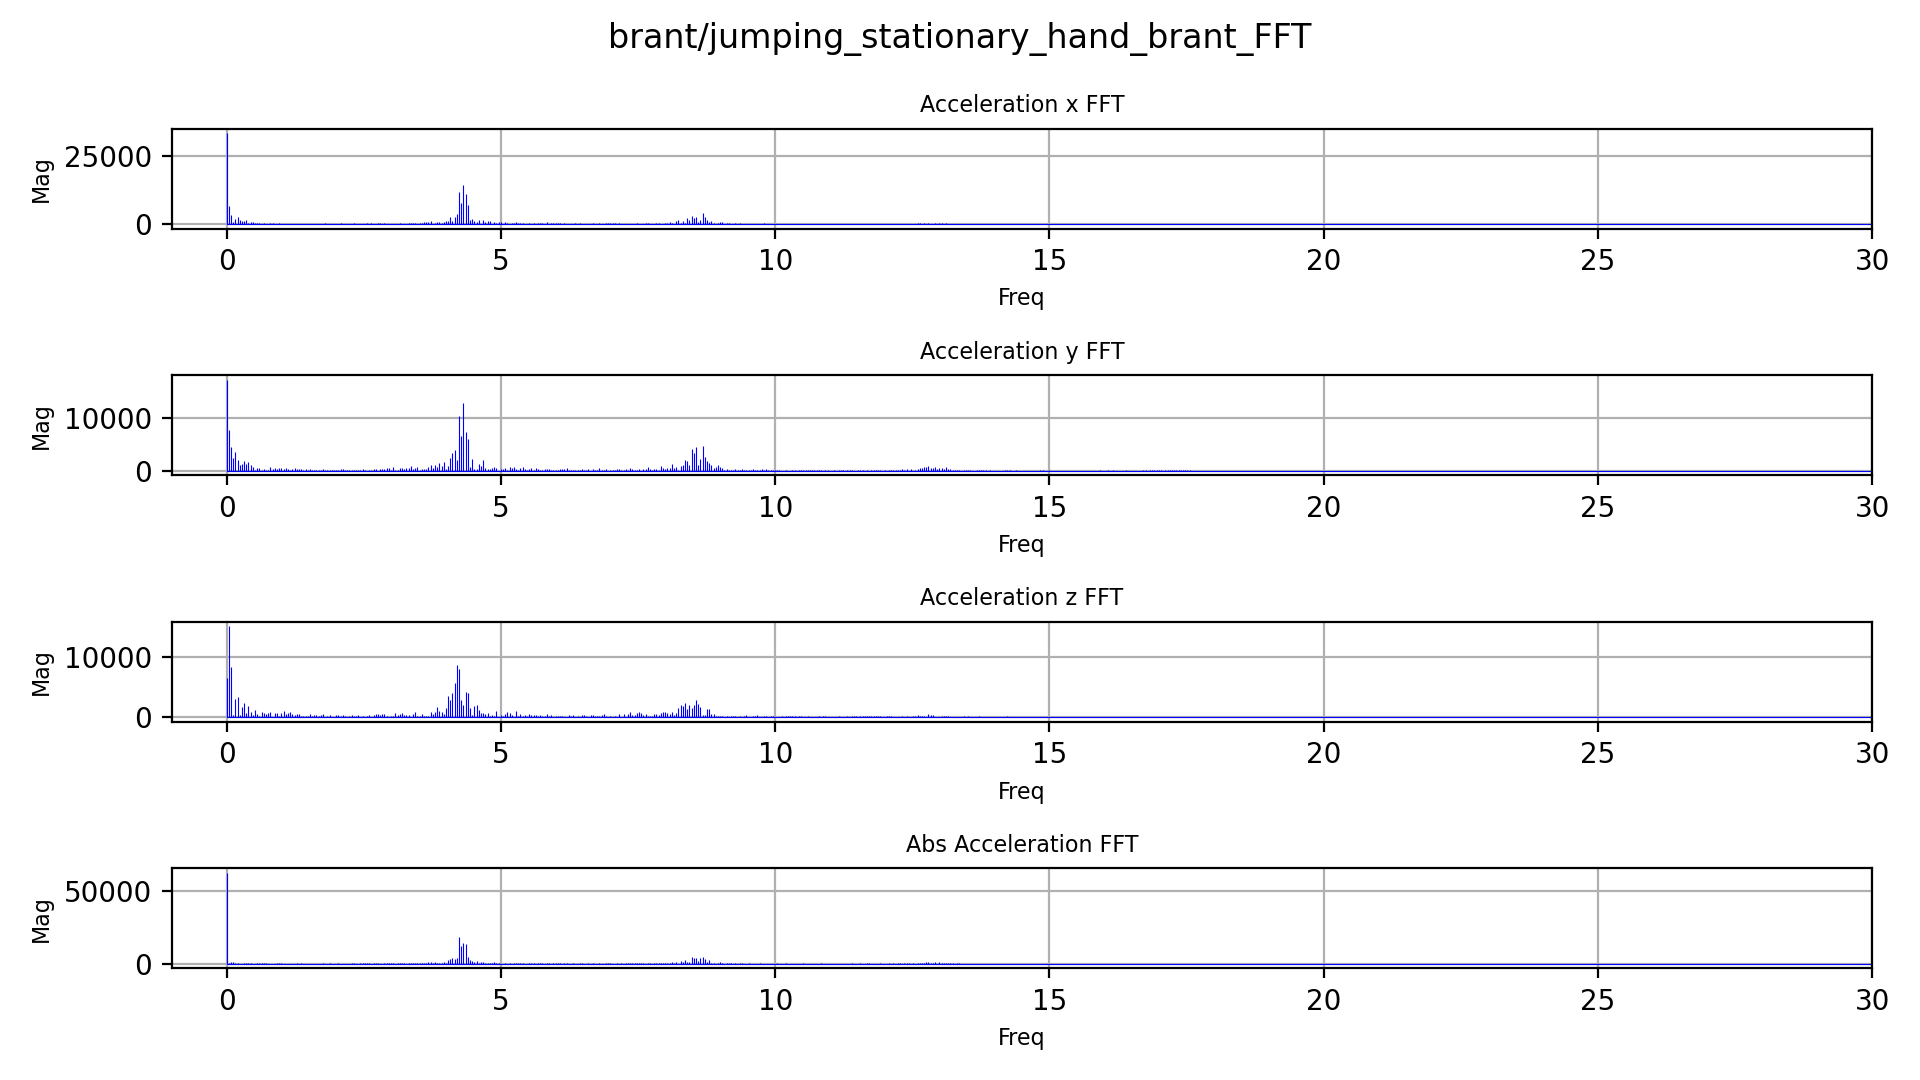 brant/jumping_stationary_hand_brant_FFT
Acceleration x FFT
Mag
25000
0
0 5 10 15 20 25 30
Freq
Acceleration y FFT
Mag
10000
0
0 5 10 15 20 25 30
Freq
Acceleration z FFT
Mag
10000
0
0 5 10 15 20 25 30
Freq
Abs Acceleration FFT
Mag
50000
0
0 5 10 15 20 25 30
Freq